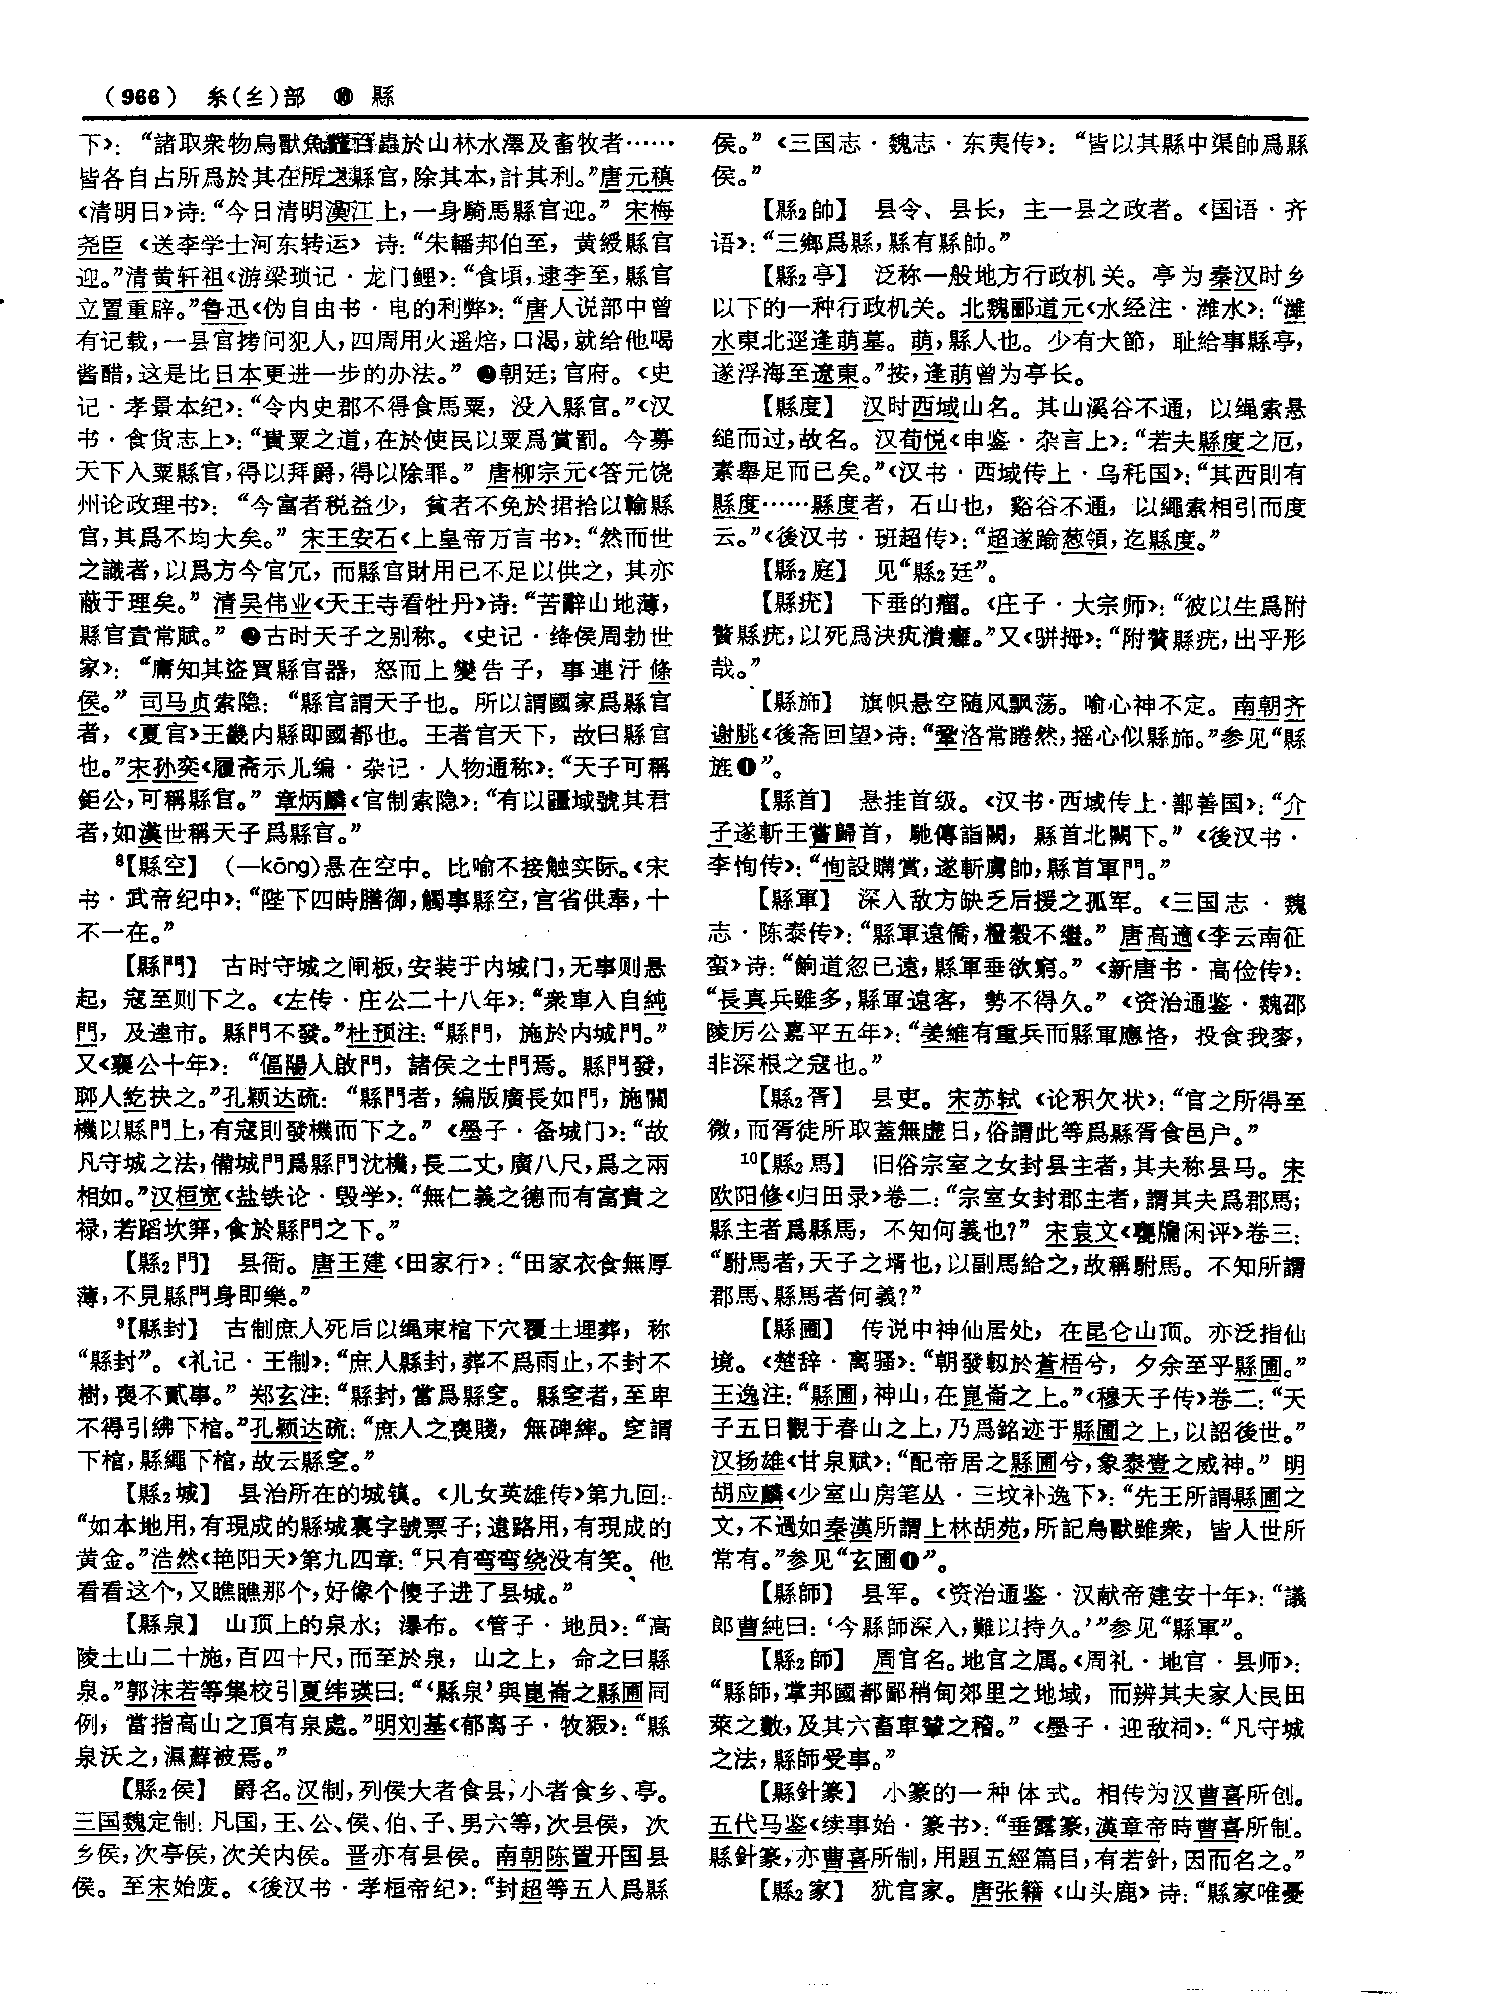 （966） 糸(纟)部 ⑩ 縣
下》：“諸取衆物鳥獸魚鼈百蟲於山林水澤及畜牧者……
皆各自占所爲於其在所之縣官，除其本，計其利。”唐元稹
《清明日》诗：“今日清明漢江上，一身騎馬縣官迎。” 宋梅
尧臣《送李学士河东转运》诗：“朱轓邦伯至，黄綬縣官
迎。”清黄轩祖《游梁琐记·龙门鲤》：“食頃，逮李至，縣官
立置重辟。”鲁迅《伪自由书·电的利弊》：“唐人说部中曾
有记载，一县官拷问犯人，四周用火遥焙，口渴，就给他喝
酱醋，这是比日本更进一步的办法。” ❷朝廷；官府。《史
记·孝景本纪》：“令内史郡不得食馬粟，没入縣官。”《汉
书·食货志上》：“貴粟之道，在於使民以粟爲賞罰。今募
天下入粟縣官，得以拜爵，得以除罪。” 唐柳宗元《答元饶
州论政理书》：“今富者税益少，貧者不免於捃拾以輸縣
官，其爲不均大矣。” 宋王安石《上皇帝万言书》：“然而世
之識者，以爲方今官冗，而縣官財用已不足以供之，其亦
蔽于理矣。” 清吴伟业《天王寺看牡丹》诗：“苦辭山地薄，
縣官責常賦。” ❸古时天子之别称。《史记·绛侯周勃世
家》：“庸知其盜買縣官器，怒而上變告子，事連汙條
侯。” 司马贞索隐：“縣官謂天子也。所以謂國家爲縣官
者，《夏官》王畿内縣即國都也。王者官天下，故曰縣官
也。”宋孙奕《履斋示儿编·杂记·人物通称》：“天子可稱
鉅公，可稱縣官。” 章炳麟《官制索隐》：“有以疆域號其君
者，如漢世稱天子爲縣官。”
⁸【縣空】 （—kōng）悬在空中。比喻不接触实际。《宋
书·武帝纪中》：“陛下四時膳御，觸事縣空，宫省供奉，十
不一在。”
【縣門】 古时守城之闸板，安装于内城门，无事则悬
起，寇至则下之。《左传·庄公二十八年》：“衆車入自純
門，及逵市。縣門不發。”杜预注：“縣門，施於内城門。”
又《襄公十年》：“偪陽人啟門，諸侯之士門焉。縣門發，
郰人紇抉之。”孔颖达疏：“縣門者，編版廣長如門，施關
機以縣門上，有寇則發機而下之。”《墨子·备城门》：“故
凡守城之法，備城門爲縣門沈機，長二丈，廣八尺，爲之兩
相如。”汉桓宽《盐铁论·毁学》：“無仁義之德而有富貴之
禄，若蹈坎穽，食於縣門之下。”
【縣₂門】 县衙。唐王建《田家行》：“田家衣食無厚
薄，不見縣門身即樂。”
⁹【縣封】 古制庶人死后以绳束棺下穴覆土埋葬，称
“縣封”。《礼记·王制》：“庶人縣封，葬不爲雨止，不封不
樹，喪不貳事。” 郑玄注：“縣封，當爲縣窆。縣窆者，至卑
不得引紼下棺。”孔颖达疏：“庶人之喪賤，無碑繂。窆謂
下棺，縣繩下棺，故云縣窆。”
【縣₂城】 县治所在的城镇。《儿女英雄传》第九回：
“如本地用，有現成的縣城裏字號票子；遠路用，有現成的
黄金。”浩然《艳阳天》第九四章：“只有弯弯绕没有笑。他
看看这个，又瞧瞧那个，好像个傻子进了县城。”
【縣泉】 山顶上的泉水；瀑布。《管子·地员》：“高
陵土山二十施，百四十尺，而至於泉，山之上，命之曰縣
泉。”郭沫若等集校引夏纬瑛曰：“‘縣泉’與崑崙之縣圃同
例，當指高山之頂有泉處。”明刘基《郁离子·牧豭》：“縣
泉沃之，濕蘚被焉。”
【縣₂侯】 爵名。汉制，列侯大者食县，小者食乡、亭。
三国魏定制：凡国，王、公、侯、伯、子、男六等，次县侯，次
乡侯，次亭侯，次关内侯。晋亦有县侯。南朝陈置开国县
侯。至宋始废。《後汉书·孝桓帝纪》：“封超等五人爲縣
侯。”《三国志·魏志·东夷传》：“皆以其縣中渠帥爲縣
侯。”
【縣₂帥】 县令、县长，主一县之政者。《国语·齐
语》：“三鄉爲縣，縣有縣帥。”
【縣₂亭】 泛称一般地方行政机关。亭为秦汉时乡
以下的一种行政机关。北魏郦道元《水经注·潍水》：“濰
水東北逕逢萌墓。萌，縣人也。少有大節，耻給事縣亭，
遂浮海至遼東。”按，逢萌曾为亭长。
【縣度】 汉时西域山名。其山溪谷不通，以绳索悬
缒而过，故名。汉荀悦《申鉴·杂言上》：“若夫縣度之厄，
素舉足而已矣。”《汉书·西域传上·乌秅国》：“其西則有
縣度……縣度者，石山也，谿谷不通，以繩索相引而度
云。”《後汉书·班超传》：“超遂踰葱領，迄縣度。”
【縣₂庭】 见“縣₂廷”。
【縣疣】 下垂的瘤。《庄子·大宗师》：“彼以生爲附
贅縣疣，以死爲決疣潰癰。”又《骈拇》：“附贅縣疣，出乎形
哉。”
【縣斾】 旗帜悬空随风飘荡。喻心神不定。南朝齐
谢朓《後斋回望》诗：“鞏洛常睠然，摇心似縣斾。”参见“縣
旌❶”。
【縣首】 悬挂首级。《汉书·西域传上·鄯善国》：“介
子遂斬王嘗歸首，馳傳詣闕，縣首北闕下。”《後汉书·
李恂传》：“恂設購賞，遂斬虜帥，縣首軍門。”
【縣軍】 深入敌方缺乏后援之孤军。《三国志·魏
志·陈泰传》：“縣軍遠僑，糧穀不繼。” 唐高適《李云南征
蛮》诗：“餉道忽已遠，縣軍垂欲窮。”《新唐书·高俭传》：
“長真兵雖多，縣軍遠客，勢不得久。”《资治通鉴·魏邵
陵厉公嘉平五年》：“姜維有重兵而縣軍應恪，投食我麥，
非深根之寇也。”
【縣₂胥】 县吏。宋苏轼《论积欠状》：“官之所得至
微，而胥徒所取蓋無虚日，俗謂此等爲縣胥食邑户。”
¹⁰【縣₂馬】 旧俗宗室之女封县主者，其夫称县马。宋
欧阳修《归田录》卷二：“宗室女封郡主者，謂其夫爲郡馬；
縣主者爲縣馬，不知何義也？” 宋袁文《甕牖闲评》卷三：
“駙馬者，天子之壻也，以副馬給之，故稱駙馬。不知所謂
郡馬、縣馬者何義？”
【縣圃】 传说中神仙居处，在昆仑山顶。亦泛指仙
境。《楚辞·离骚》：“朝發軔於蒼梧兮，夕余至乎縣圃。”
王逸注：“縣圃，神山，在崑崙之上。”《穆天子传》卷二：“天
子五日觀于舂山之上，乃爲銘迹于縣圃之上，以詔後世。”
汉扬雄《甘泉赋》：“配帝居之縣圃兮，象泰壹之威神。” 明
胡应麟《少室山房笔丛·三坟补逸下》：“先王所謂縣圃之
文，不過如秦漢所謂上林胡苑，所記鳥獸雖衆，皆人世所
常有。”参见“玄圃❶”。
【縣師】 县军。《资治通鉴·汉献帝建安十年》：“議
郎曹純曰：‘今縣師深入，難以持久。’”参见“縣軍”。
【縣₂師】 周官名。地官之属。《周礼·地官·县师》：
“縣師，掌邦國都鄙稍甸郊里之地域，而辨其夫家人民田
萊之數，及其六畜車輦之稽。”《墨子·迎敌祠》：“凡守城
之法，縣師受事。”
【縣針篆】 小篆的一种体式。相传为汉曹喜所创。
五代马鉴《续事始·篆书》：“垂露篆，漢章帝時曹喜所制。
縣針篆，亦曹喜所制，用題五經篇目，有若針，因而名之。”
【縣₂家】 犹官家。唐张籍《山头鹿》诗：“縣家唯憂